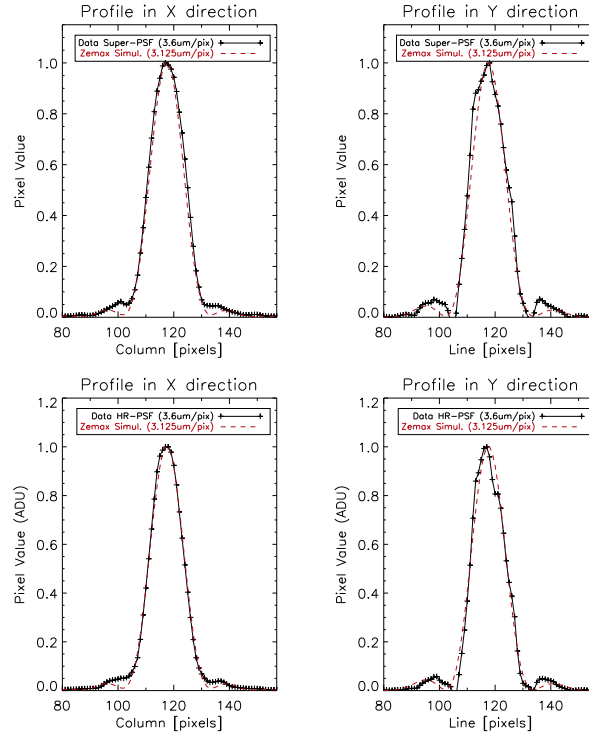 Profile in X direction
Data Super-PSF (3.6um/pix)
Zemax Simul. (3.125um/pix)
1.0
0.8
0.6
0.4
0.2
0.0
Pixel Value
80 100 120 140
Column [pixels]
Profile in Y direction
Data Super-PSF (3.6um/pix)
Zemax Simul. (3.125um/pix)
1.0
0.8
0.6
0.4
0.2
0.0
Pixel Value
80 100 120 140
Line [pixels]
Profile in X direction
1.2
Data HR-PSF (3.6um/pix)
Zemax Simul. (3.125um/pix)
1.0
0.8
0.6
0.4
0.2
0.0
Pixel Value (ADU)
80 100 120 140
Column [pixels]
Profile in Y direction
1.2
Data HR-PSF (3.6um/pix)
Zemax Simul. (3.125um/pix)
1.0
0.8
0.6
0.4
0.2
0.0
Pixel Value (ADU)
80 100 120 140
Line [pixels]